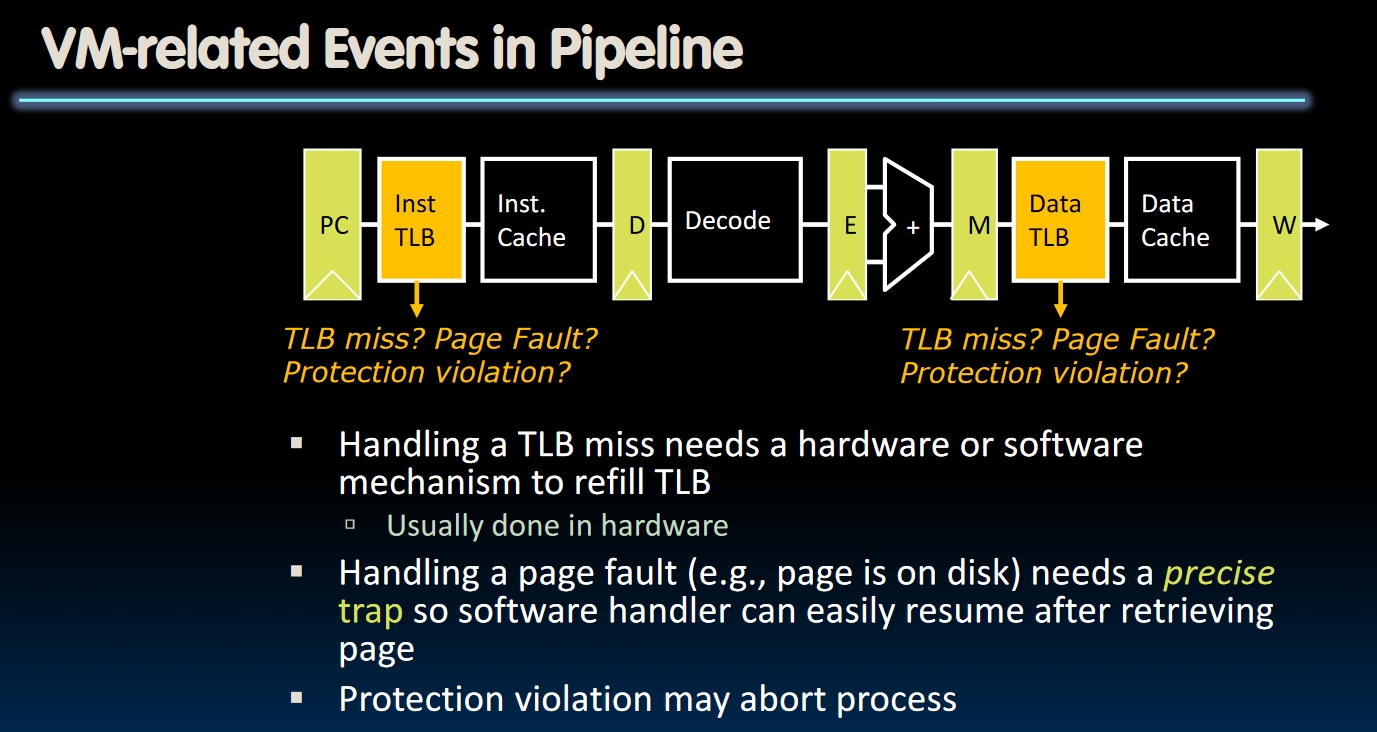 VM-related Events in Pipeline
PC
Inst
TLB
Inst.
Cache
D
Decode
E
+
M
Data
TLB
Data
Cache
W
TLB miss? Page Fault?
Protection violation?
TLB miss? Page Fault?
Protection violation?
▪ Handling a TLB miss needs a hardware or software
mechanism to refill TLB
▫ Usually done in hardware
▪ Handling a page fault (e.g., page is on disk) needs a precise
trap so software handler can easily resume after retrieving
page
▪ Protection violation may abort process